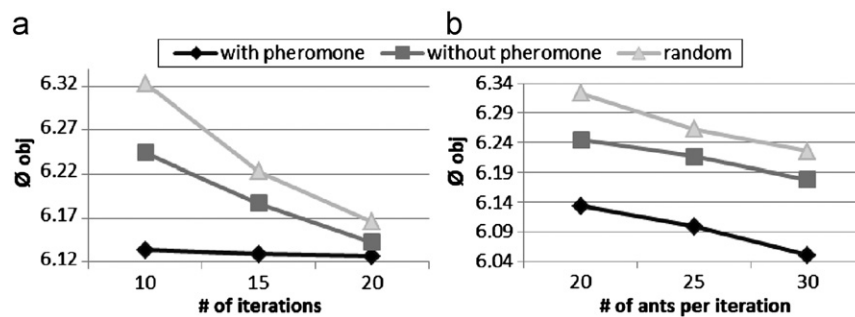 a
b
with pheromone without pheromone random
6.32
6.27
6.22
6.17
6.12
Ø obj
10 15 20
# of iterations
6.34
6.29
6.24
6.19
6.14
6.09
6.04
Ø obj
20 25 30
# of ants per iteration